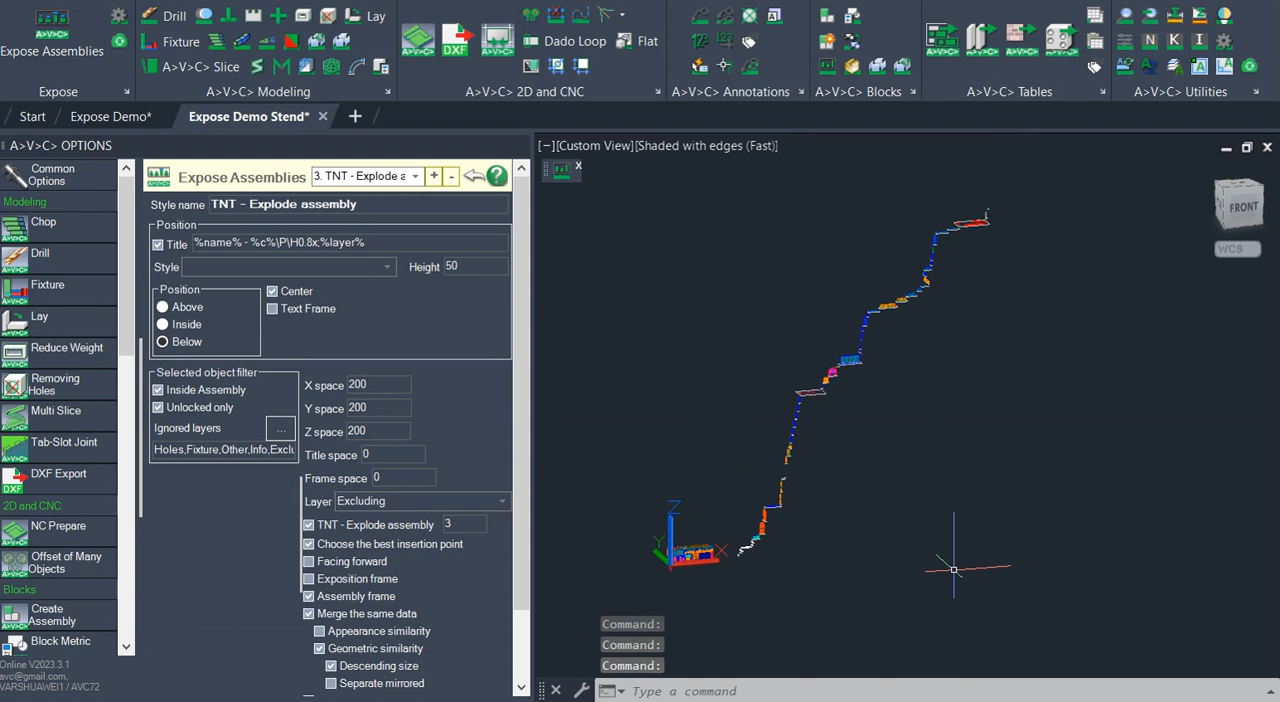 Expose Assemblies
Expose
Drill
Lay
Fixture
A>V>C> Slice
A>V>C> Modeling
DXF
Dado Loop
Flat
A>V>C> 2D and CNC
A>V>C> Annotations
A>V>C> Blocks
A>V>C> Tables
N K I
A>V>C> Utilities
Start
Expose Demo*
Expose Demo Stend*
A>V>C> OPTIONS
Common
Options
Modeling
Chop
Drill
Fixture
Lay
Reduce Weight
Removing
Holes
Multi Slice
Tab-Slot Joint
DXF Export
DXF
2D and CNC
NC Prepare
Offset of Many
Objects
Blocks
Create
Assembly
Block Metric
Online V2023.3.1
avc@gmail.com,
VARSHUAWEI1 / AVC72
Expose Assemblies
3. TNT - Explode a
+
-
?
Style name TNT - Explode assembly
Position
Title %name% - %c%\P\H0.8x;%layer%
Style
Height 50
Position
Above
Inside
Below
Center
Text Frame
Selected object filter
Inside Assembly
Unlocked only
Ignored layers ...
Holes,Fixture,Other,Info,Exclu
X space 200
Y space 200
Z space 200
Title space 0
Frame space 0
Layer Excluding
TNT - Explode assembly 3
Choose the best insertion point
Facing forward
Exposition frame
Assembly frame
Merge the same data
Appearance similarity
Geometric similarity
Descending size
Separate mirrored
[−][Custom View][Shaded with edges (Fast)]
FRONT
WCS
Z
Y
X
Command:
Command:
Command:
Type a command